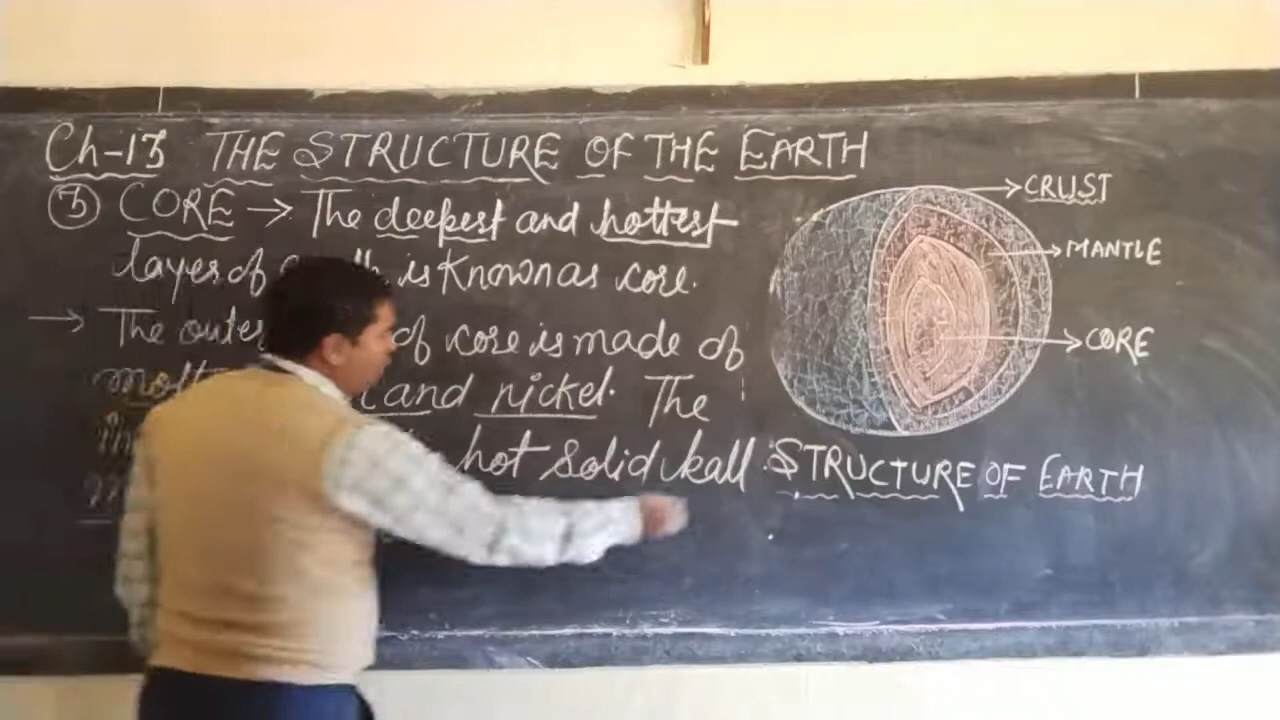 Ch-13 THE STRUCTURE OF THE EARTH
③ CORE → The deepest and hottest
layer of is Known as core.
→ The outer of core is made of
and nickel. The
hot solid ball
CRUST
MANTLE
CORE
STRUCTURE OF EARTH